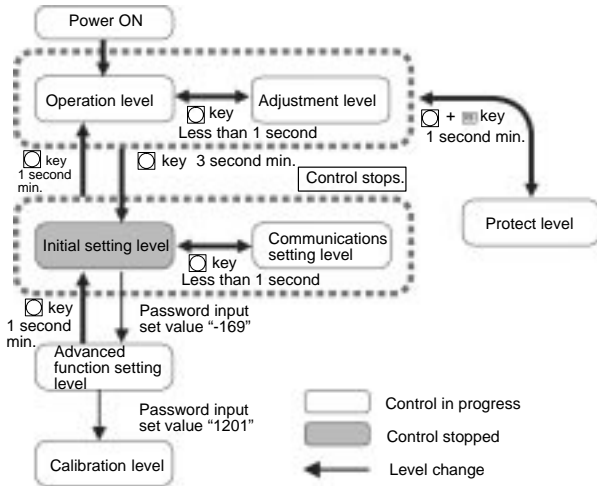 Power ON
Operation level
Adjustment level
key
Less than 1 second
+ key
1 second min.
key
1 second
min.
key 3 second min.
Control stops.
Protect level
Initial setting level
Communications
setting level
key
Less than 1 second
key
1 second
min.
Password input
set value “-169”
Advanced
function setting
level
Password input
set value “1201”
Calibration level
Control in progress
Control stopped
Level change